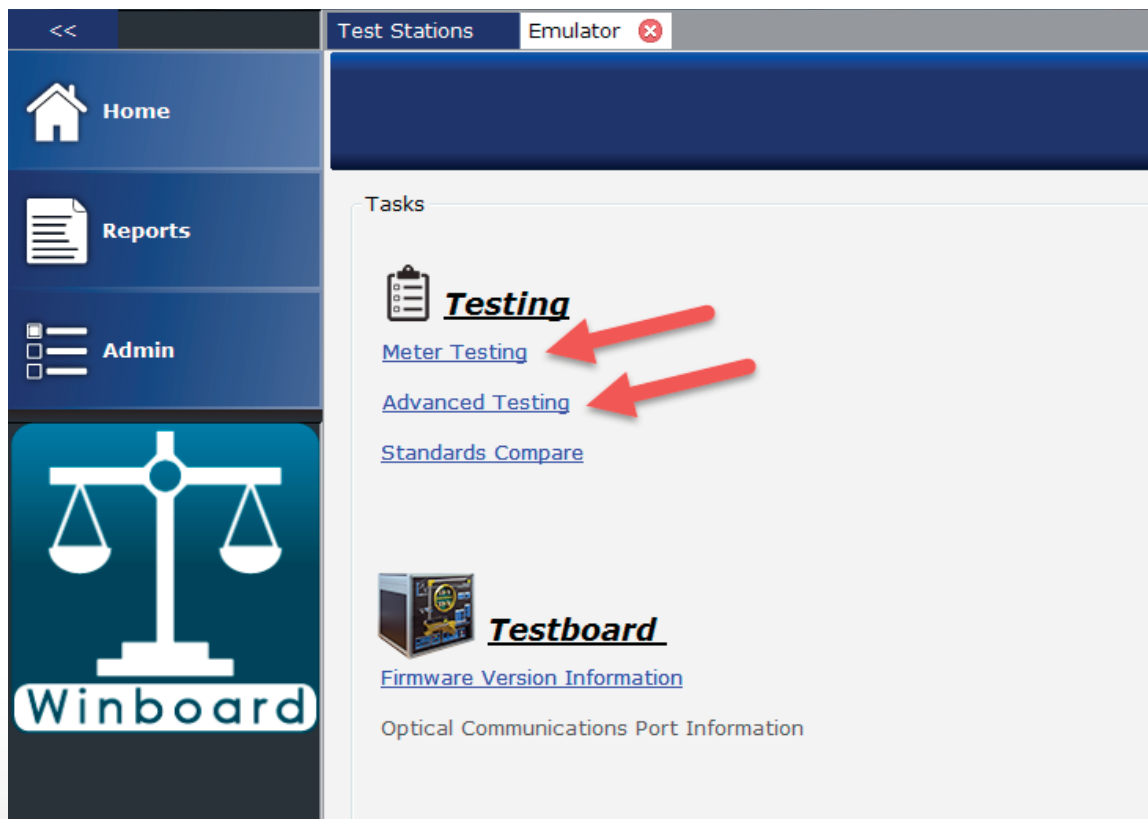 <<
Test Stations
Emulator
Home
Reports
Admin
Winboard
Tasks
Testing
Meter Testing
Advanced Testing
Standards Compare
Testboard
Firmware Version Information
Optical Communications Port Information